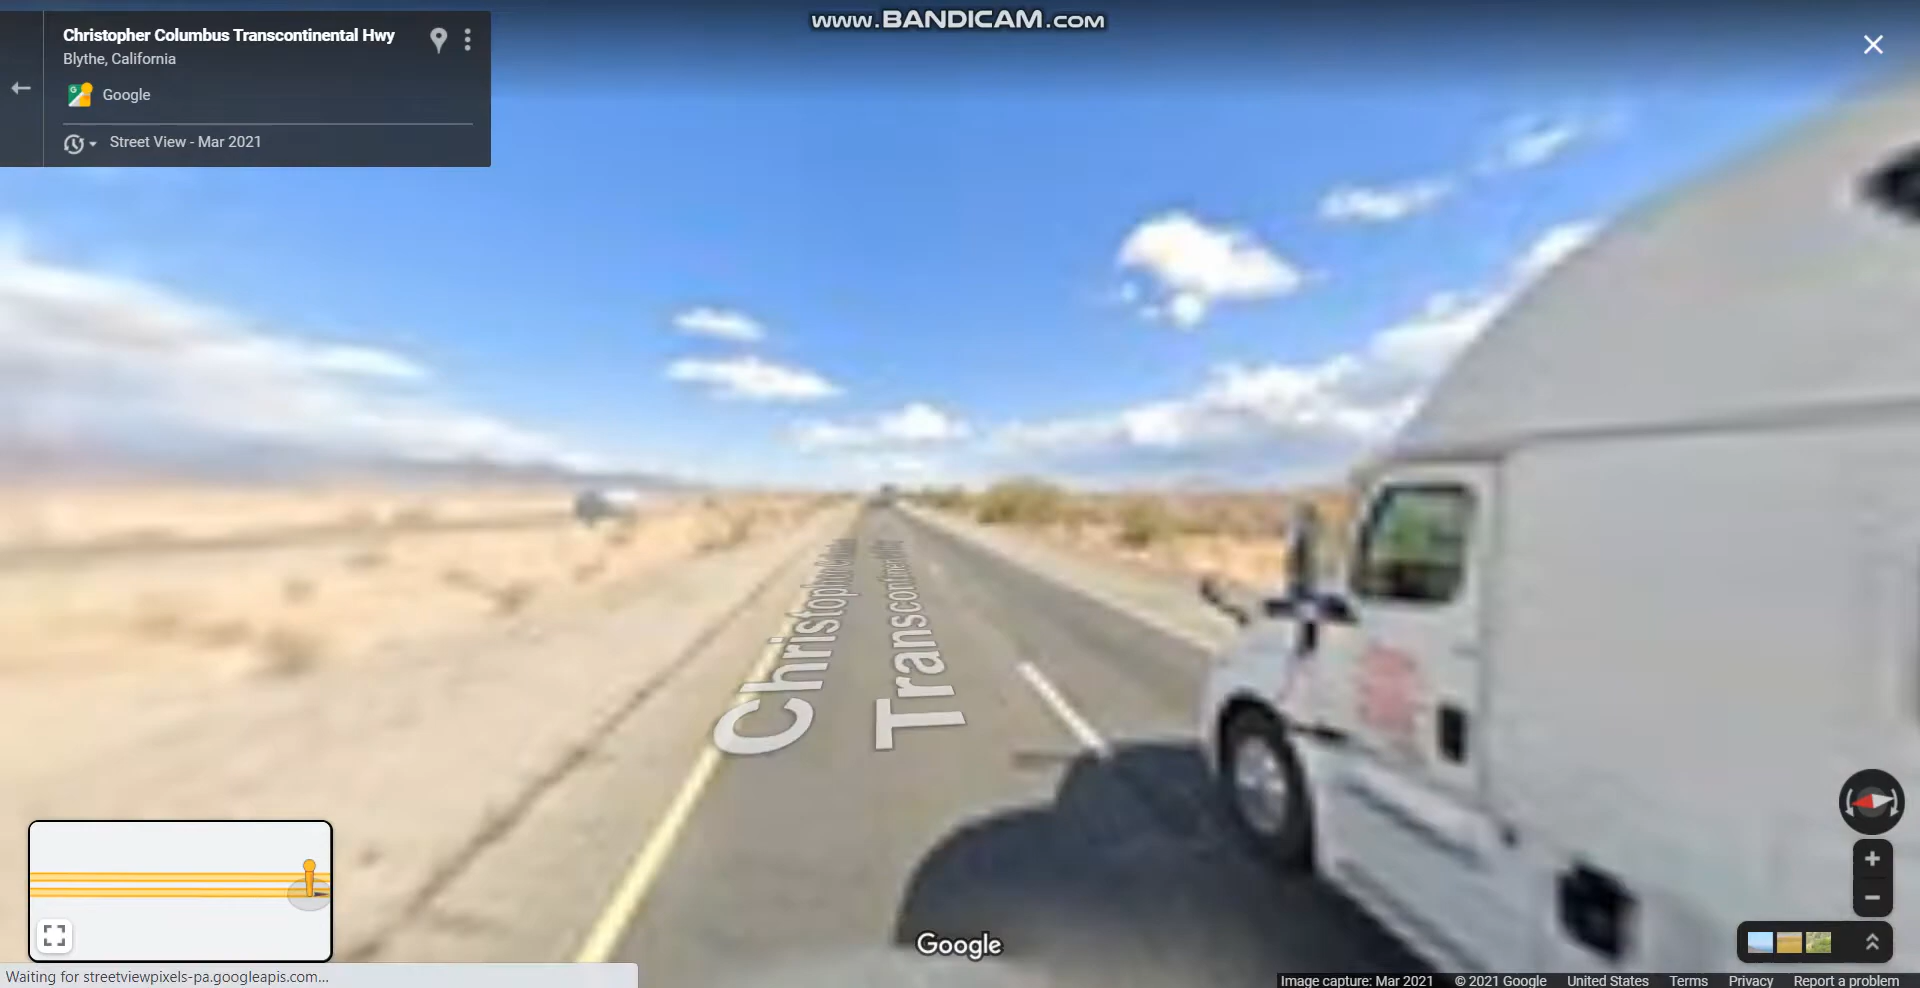 www.BANDICAM.com
Christopher Columbus Transcontinental Hwy
Blythe, California
Google
Street View - Mar 2021
Christopher
Transcontinental
Google
Waiting for streetviewpixels-pa.googleapis.com...
Image capture: Mar 2021 © 2021 Google United States Terms Privacy Report a problem